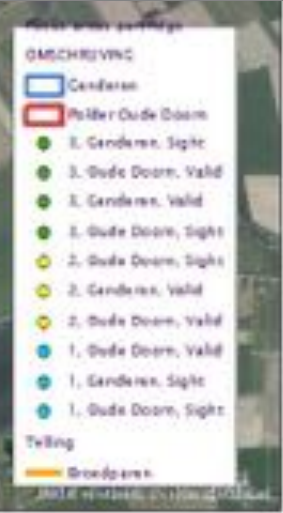 OMSCHRIJVING
Ganderen
Polder Oude Doorn
3, Ganderen, Sight
3, Oude Doorn, Valid
3, Ganderen, Valid
3, Oude Doorn, Sight
2, Oude Doorn, Sight
2, Ganderen, Valid
2, Oude Doorn, Valid
1, Oude Doorn, Valid
1, Ganderen, Sight
1, Oude Doorn, Sight
Telling
Broedparen